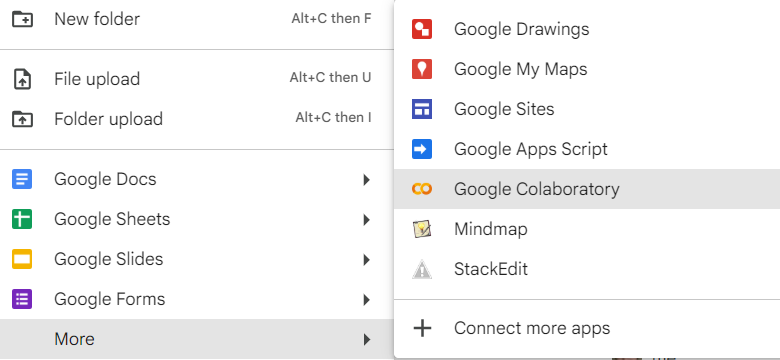 New folder Alt+C then F
File upload Alt+C then U
Folder upload Alt+C then I
Google Docs
Google Sheets
Google Slides
Google Forms
More
Google Drawings
Google My Maps
Google Sites
Google Apps Script
Google Colaboratory
Mindmap
StackEdit
Connect more apps